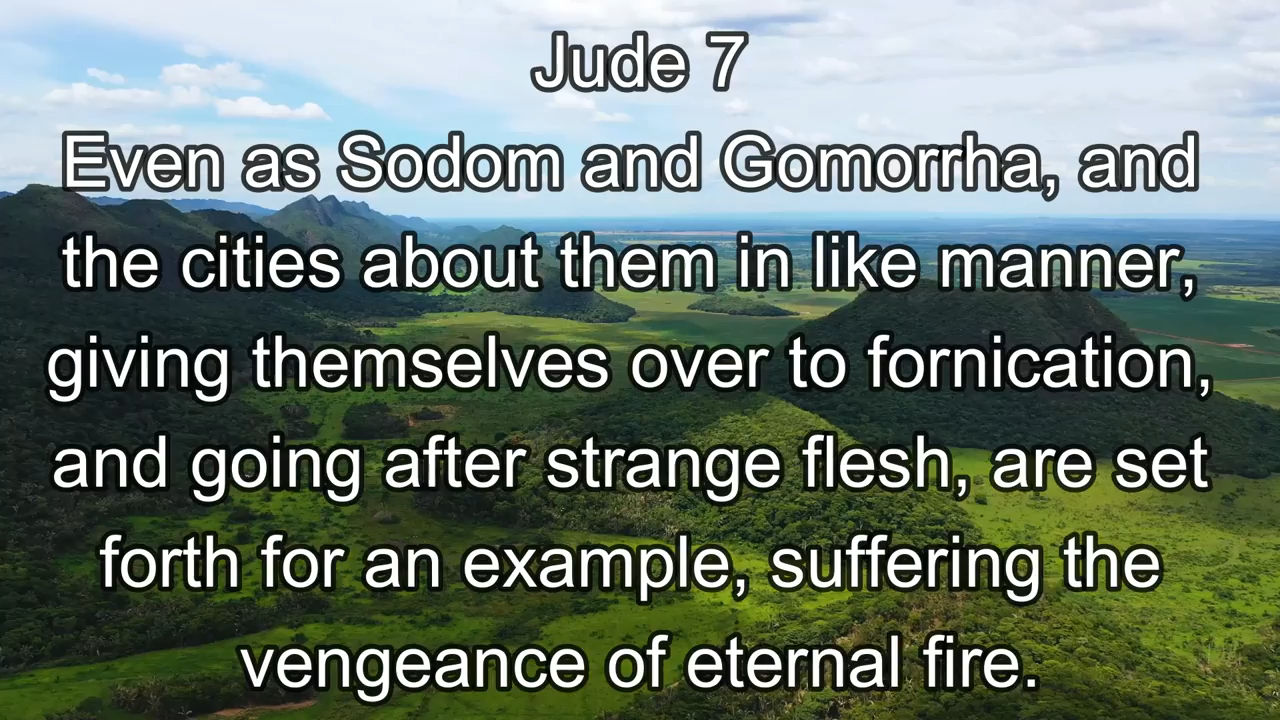 Jude 7
Even as Sodom and Gomorrha, and
the cities about them in like manner,
giving themselves over to fornication,
and going after strange flesh, are set
forth for an example, suffering the
vengeance of eternal fire.